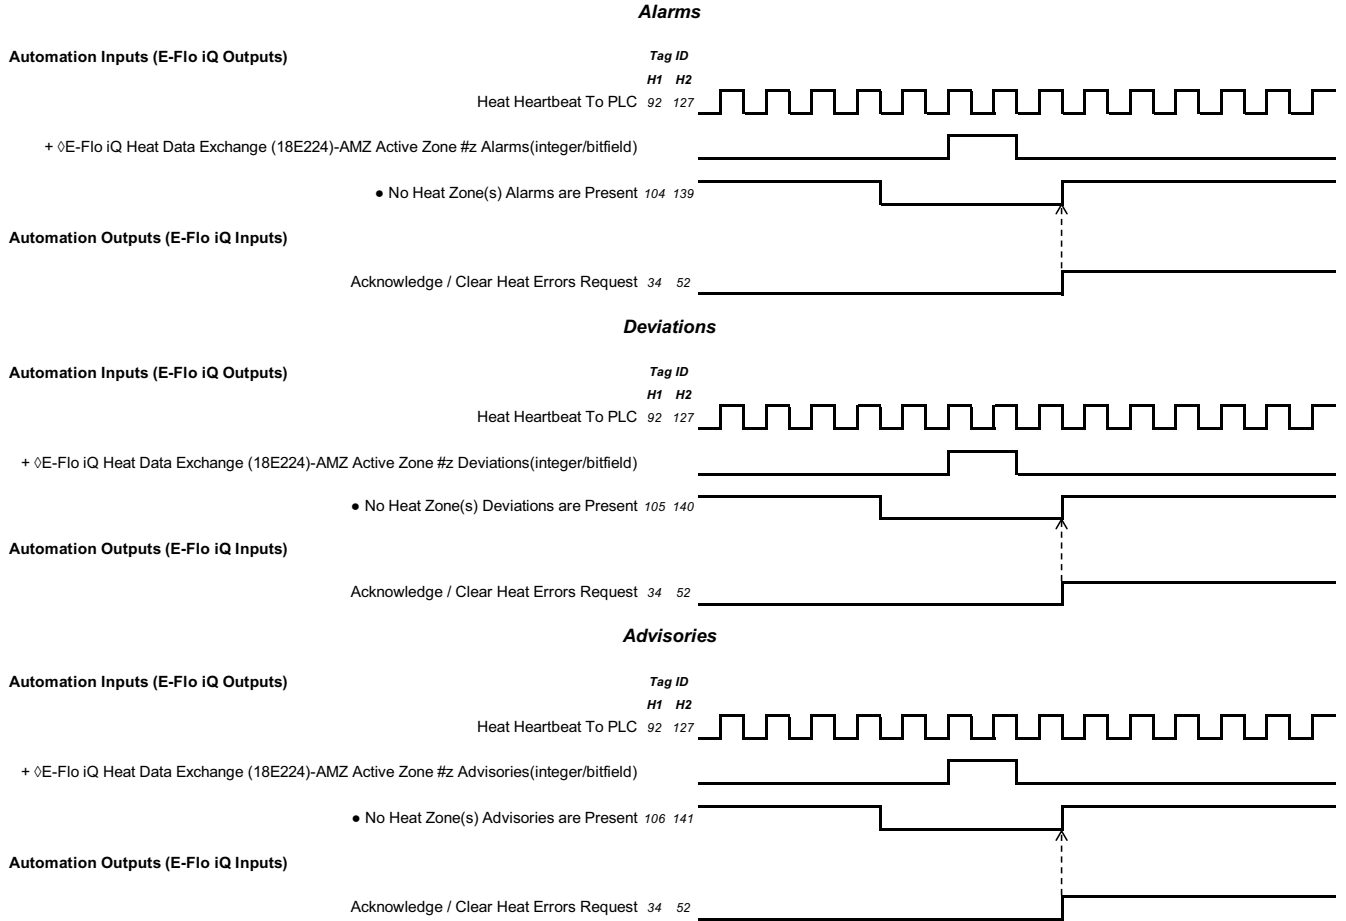 Alarms
Automation Inputs (E-Flo iQ Outputs) Tag ID
H1 H2
Heat Heartbeat To PLC 92 127
+ ◊E-Flo iQ Heat Data Exchange (18E224)-AMZ Active Zone #z Alarms(integer/bitfield)
● No Heat Zone(s) Alarms are Present 104 139
Automation Outputs (E-Flo iQ Inputs)
Acknowledge / Clear Heat Errors Request 34 52
Deviations
Automation Inputs (E-Flo iQ Outputs) Tag ID
H1 H2
Heat Heartbeat To PLC 92 127
+ ◊E-Flo iQ Heat Data Exchange (18E224)-AMZ Active Zone #z Deviations(integer/bitfield)
● No Heat Zone(s) Deviations are Present 105 140
Automation Outputs (E-Flo iQ Inputs)
Acknowledge / Clear Heat Errors Request 34 52
Advisories
Automation Inputs (E-Flo iQ Outputs) Tag ID
H1 H2
Heat Heartbeat To PLC 92 127
+ ◊E-Flo iQ Heat Data Exchange (18E224)-AMZ Active Zone #z Advisories(integer/bitfield)
● No Heat Zone(s) Advisories are Present 106 141
Automation Outputs (E-Flo iQ Inputs)
Acknowledge / Clear Heat Errors Request 34 52